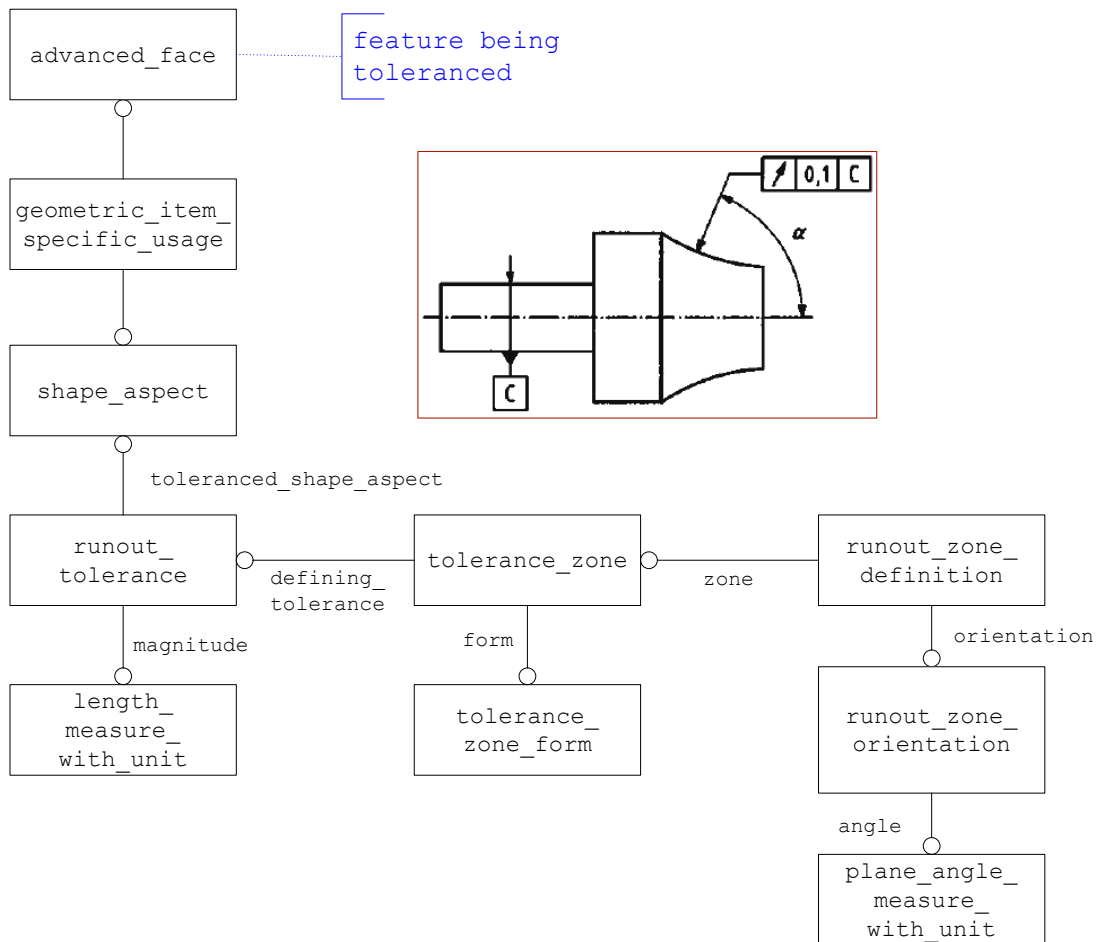 advanced_face
feature being
toleranced
geometric_item_
specific_usage
0,1 C
α
C
shape_aspect
toleranced_shape_aspect
runout_
tolerance
defining_
tolerance
tolerance_zone
zone
runout_zone_
definition
magnitude
form
orientation
length_
measure_
with_unit
tolerance_
zone_form
runout_zone_
orientation
angle
plane_angle_
measure_
with_unit